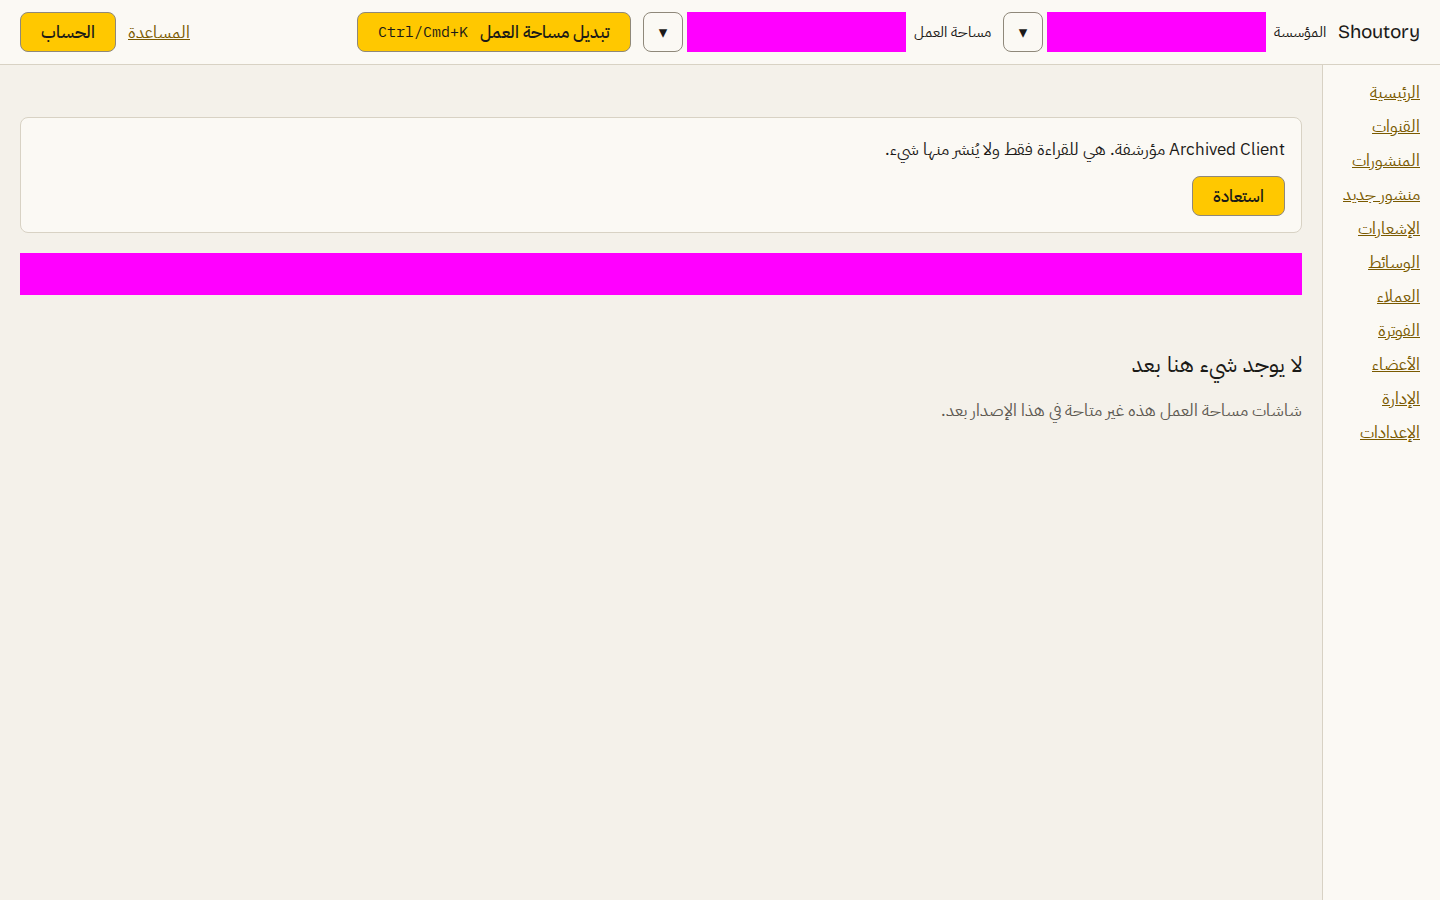 Shoutory
المؤسسة
▼
مساحة العمل
▼
تبديل مساحة العمل Ctrl/Cmd+K
المساعدة
الحساب
الرئيسية
القنوات
المنشورات
منشور جديد
الإشعارات
الوسائط
العملاء
الفوترة
الأعضاء
الإدارة
الإعدادات
Archived Client مؤرشفة. هي للقراءة فقط ولا يُنشر منها شيء.
استعادة
لا يوجد شيء هنا بعد
شاشات مساحة العمل هذه غير متاحة في هذا الإصدار بعد.